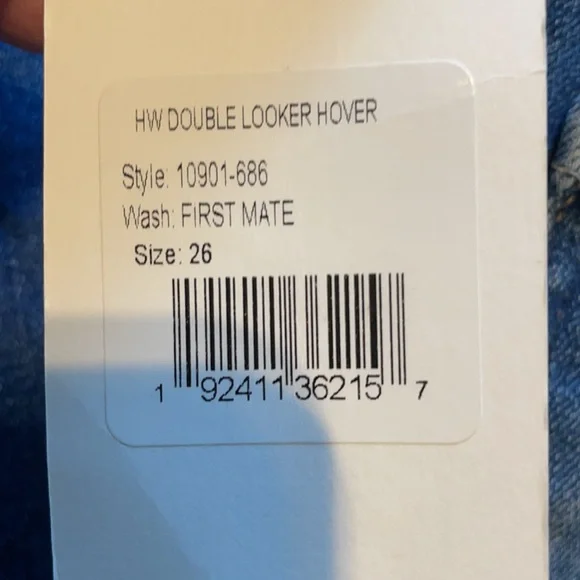 HW DOUBLE LOOKER HOVER
Style: 10901-686
Wash: FIRST MATE
Size: 26
1 92411 36215 7